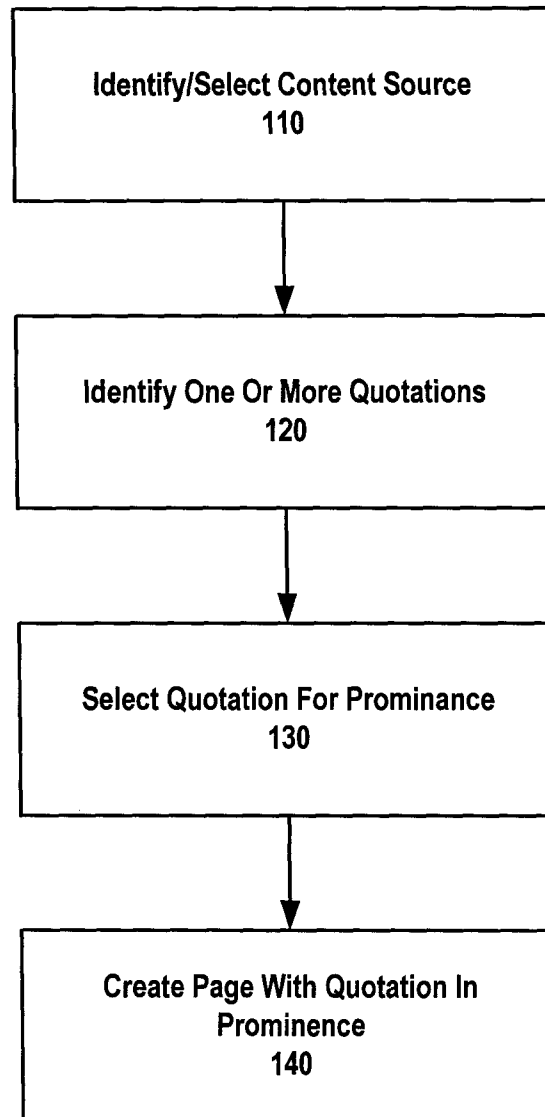 Identify/Select Content Source
110
Identify One Or More Quotations
120
Select Quotation For Prominance
130
Create Page With Quotation In
Prominence
140